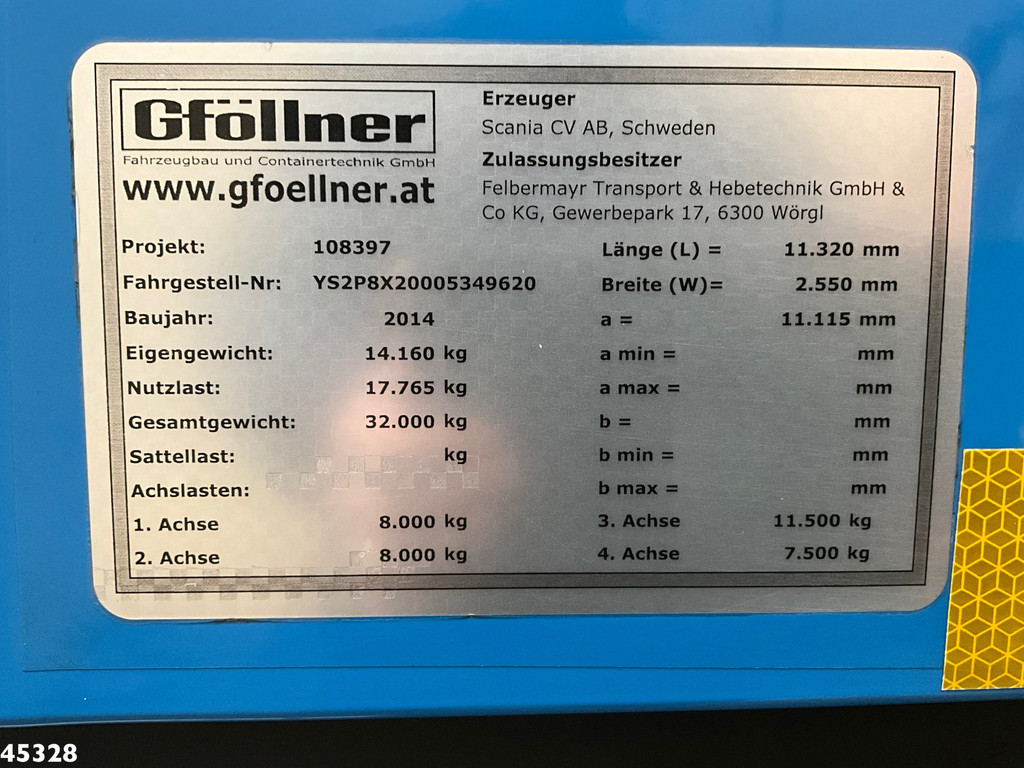 Gföllner
Fahrzeugbau und Containertechnik GmbH
www.gfoellner.at
Erzeuger
Scania CV AB, Schweden
Zulassungsbesitzer
Felbermayr Transport & Hebetechnik GmbH &
Co KG, Gewerbepark 17, 6300 Wörgl
Projekt: 108397 Länge (L) = 11.320 mm
Fahrgestell-Nr: YS2P8X20005349620 Breite (W)= 2.550 mm
Baujahr: 2014 a = 11.115 mm
Eigengewicht: 14.160 kg a min = mm
Nutzlast: 17.765 kg a max = mm
Gesamtgewicht: 32.000 kg b = mm
Sattellast: kg b min = mm
Achslasten: b max = mm
1. Achse 8.000 kg 3. Achse 11.500 kg
2. Achse 8.000 kg 4. Achse 7.500 kg
45328